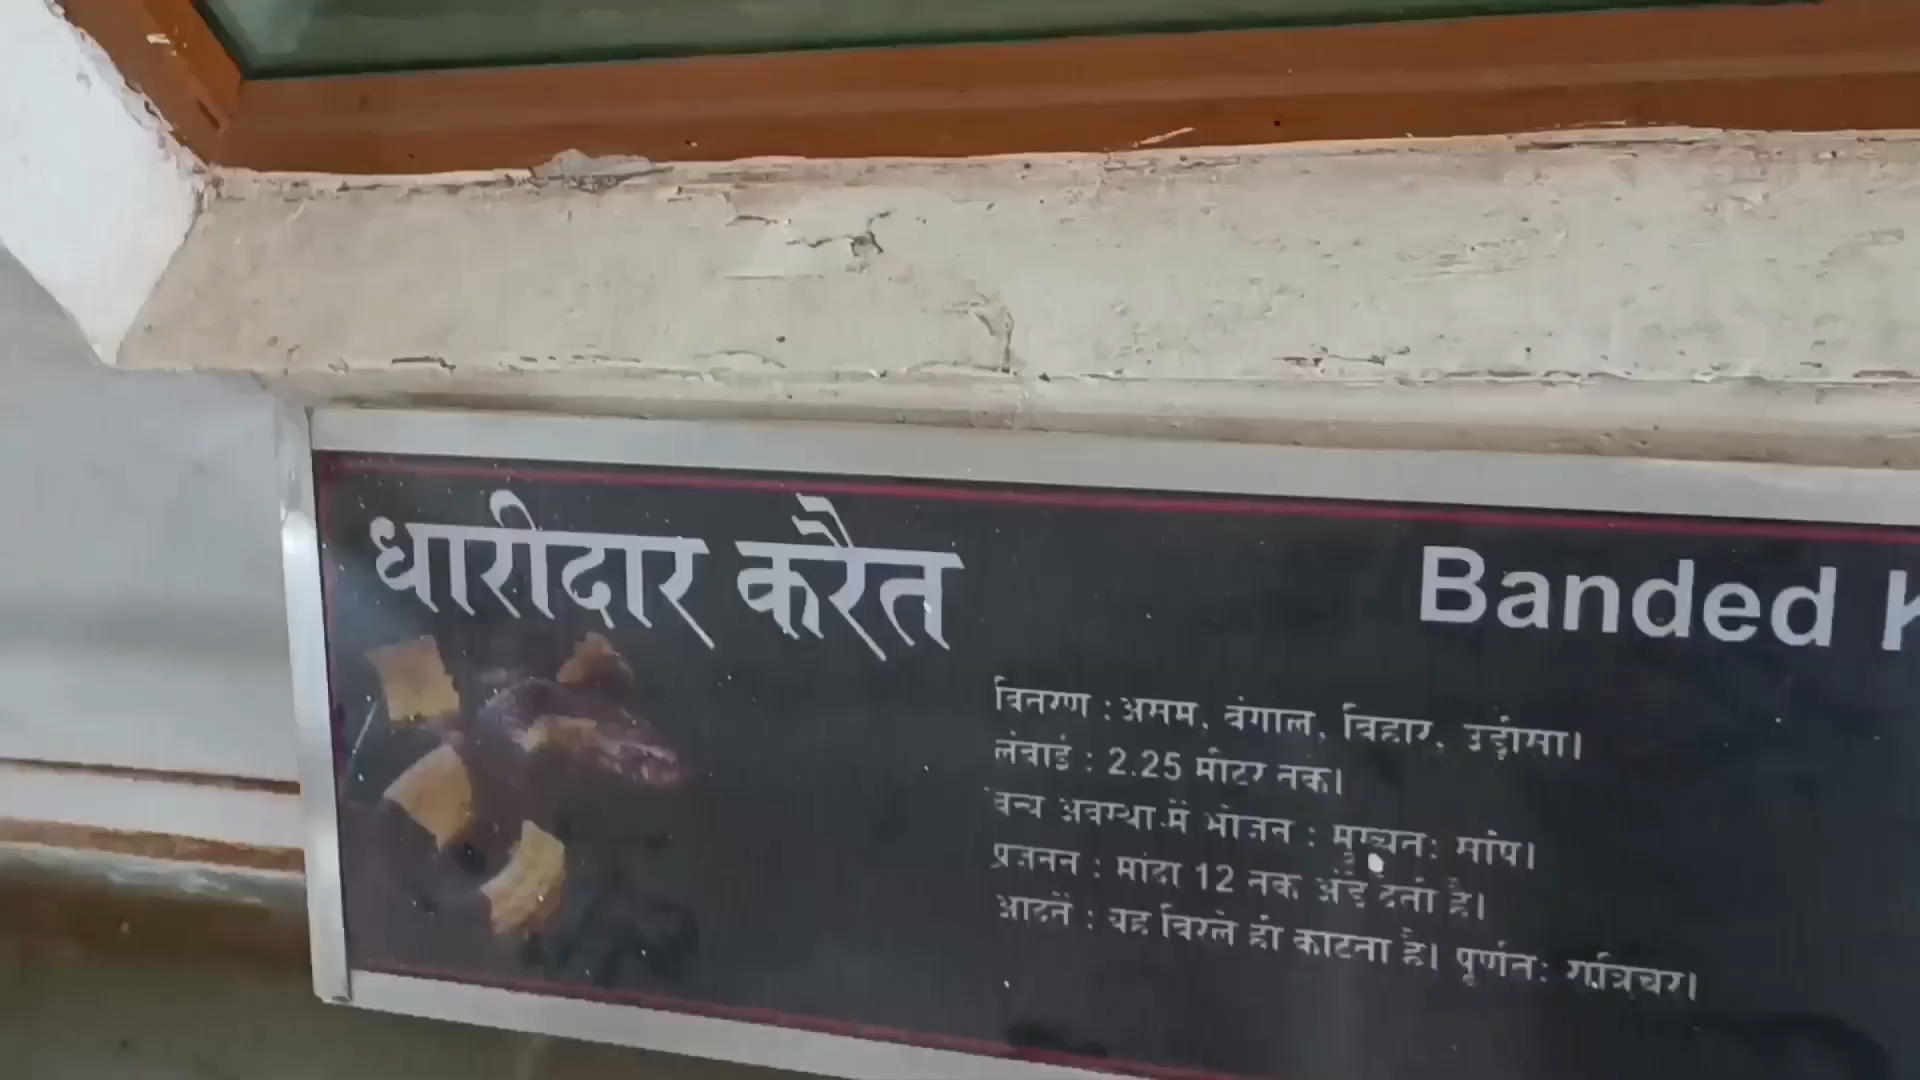 धारीदार करैत
Banded
वितरण : असम, बंगाल, बिहार, उड़ीसा।
लंबाई : 2.25 मीटर तक।
वन्य अवस्था में भोजन : मुख्यतः सांप।
प्रजनन : मादा 12 तक अंडे देती है।
आदतें : यह विरले ही काटता है। पूर्णतः रात्रिचर।